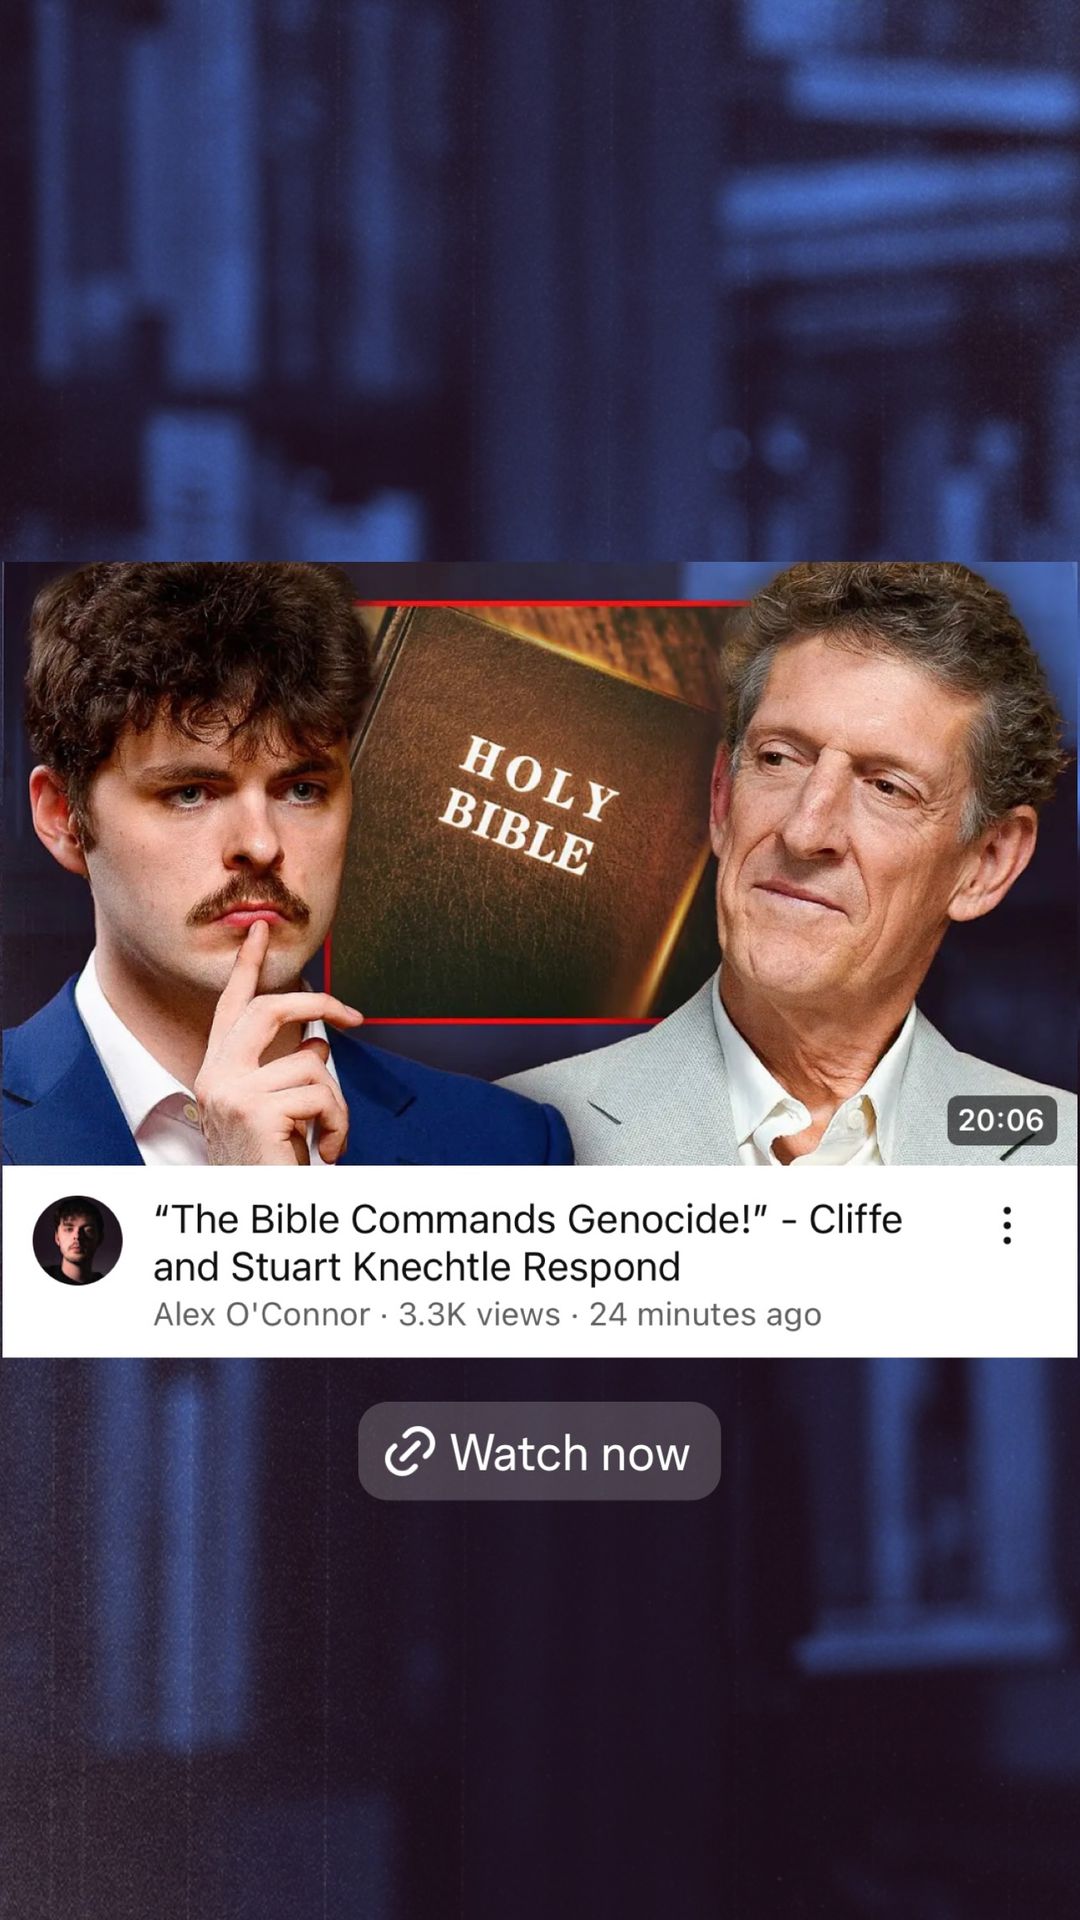 HOLY
BIBLE
20:06
“The Bible Commands Genocide!” - Cliffe
and Stuart Knechtle Respond
Alex O'Connor · 3.3K views · 24 minutes ago
Watch now